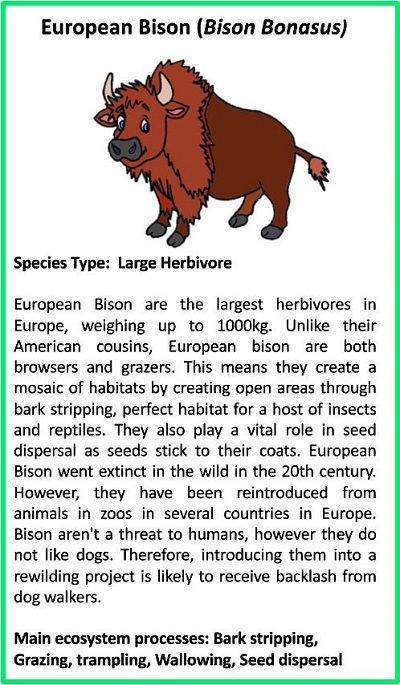 European Bison (Bison Bonasus)
Species Type:  Large Herbivore
European Bison are the largest herbivores in
Europe, weighing up to 1000kg. Unlike their
American cousins, European bison are both
browsers and grazers. This means they create a
mosaic of habitats by creating open areas through
bark stripping, perfect habitat for a host of insects
and reptiles. They also play a vital role in seed
dispersal as seeds stick to their coats. European
Bison went extinct in the wild in the 20th century.
However, they have been reintroduced from
animals in zoos in several countries in Europe.
Bison aren't a threat to humans, however they do
not like dogs. Therefore, introducing them into a
rewilding project is likely to receive backlash from
dog walkers.
Main ecosystem processes: Bark stripping,
Grazing, trampling, Wallowing, Seed dispersal